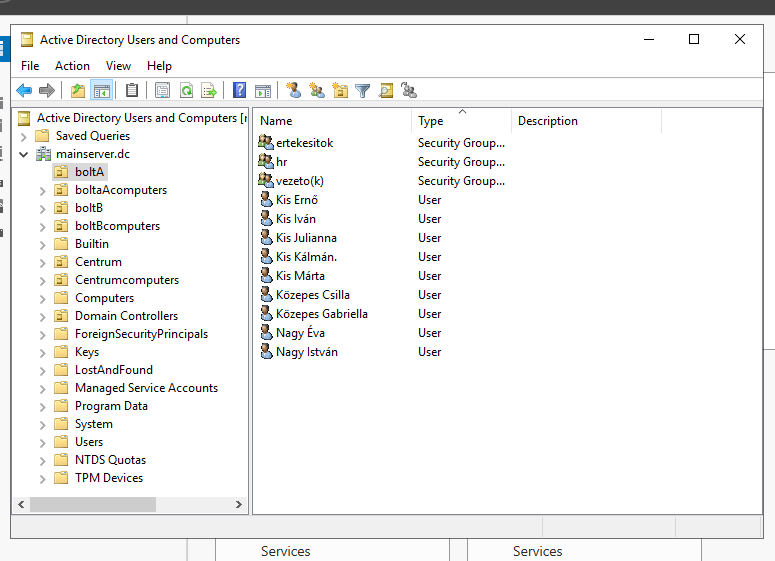 Active Directory Users and Computers
File Action View Help
Active Directory Users and Computers [
Saved Queries
mainserver.dc
boltA
boltaAcomputers
boltB
boltBcomputers
Builtin
Centrum
Centrumcomputers
Computers
Domain Controllers
ForeignSecurityPrincipals
Keys
LostAndFound
Managed Service Accounts
Program Data
System
Users
NTDS Quotas
TPM Devices
Name Type Description
ertekesitok Security Group...
hr Security Group...
vezeto(k) Security Group...
Kis Ernő User
Kis Iván User
Kis Julianna User
Kis Kálmán. User
Kis Márta User
Közepes Csilla User
Közepes Gabriella User
Nagy Éva User
Nagy István User
Services Services